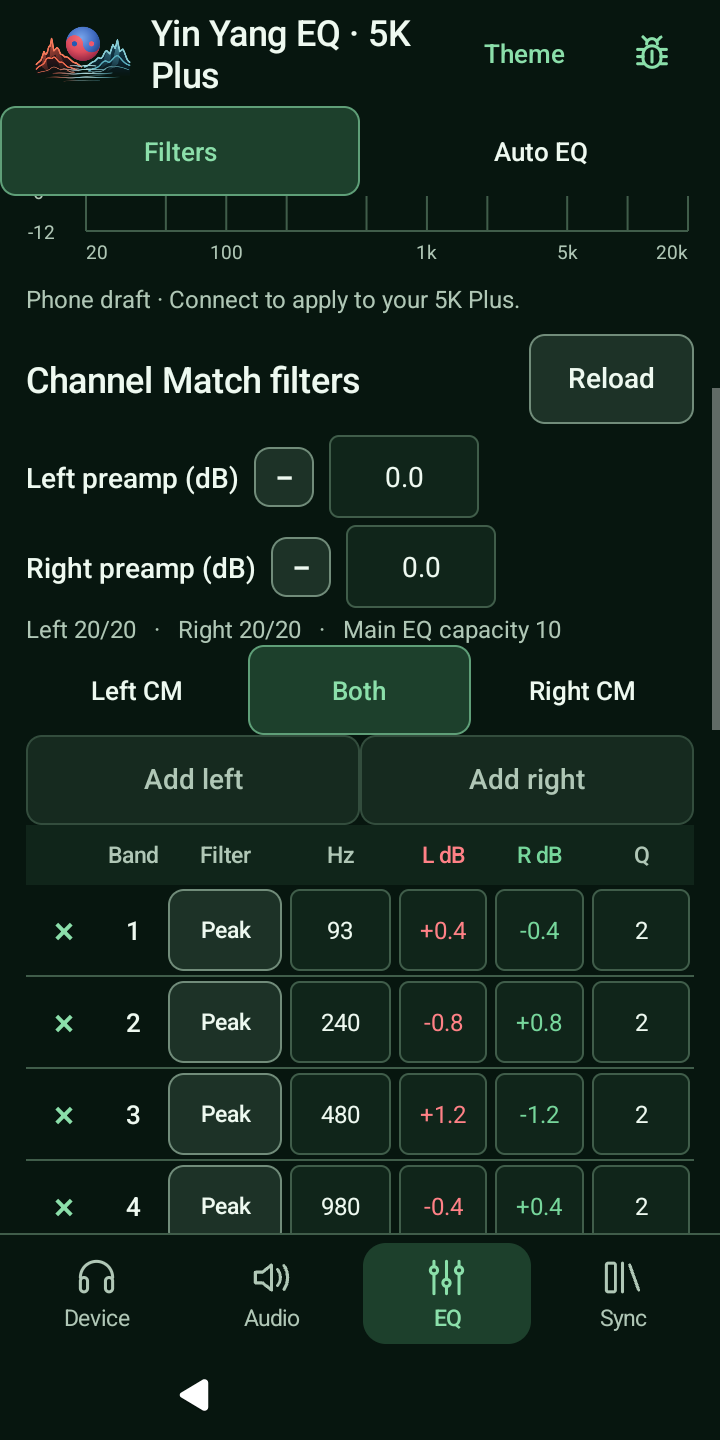 Yin Yang EQ · 5K
Plus
Theme
Filters
Auto EQ
-12
20 100 1k 5k 20k
Phone draft · Connect to apply to your 5K Plus.
Channel Match filters
Reload
Left preamp (dB) − 0.0
Right preamp (dB) − 0.0
Left 20/20 · Right 20/20 · Main EQ capacity 10
Left CM Both Right CM
Add left Add right
Band Filter Hz L dB R dB Q
× 1 Peak 93 +0.4 -0.4 2
× 2 Peak 240 -0.8 +0.8 2
× 3 Peak 480 +1.2 -1.2 2
× 4 Peak 980 -0.4 +0.4 2
Device Audio EQ Sync